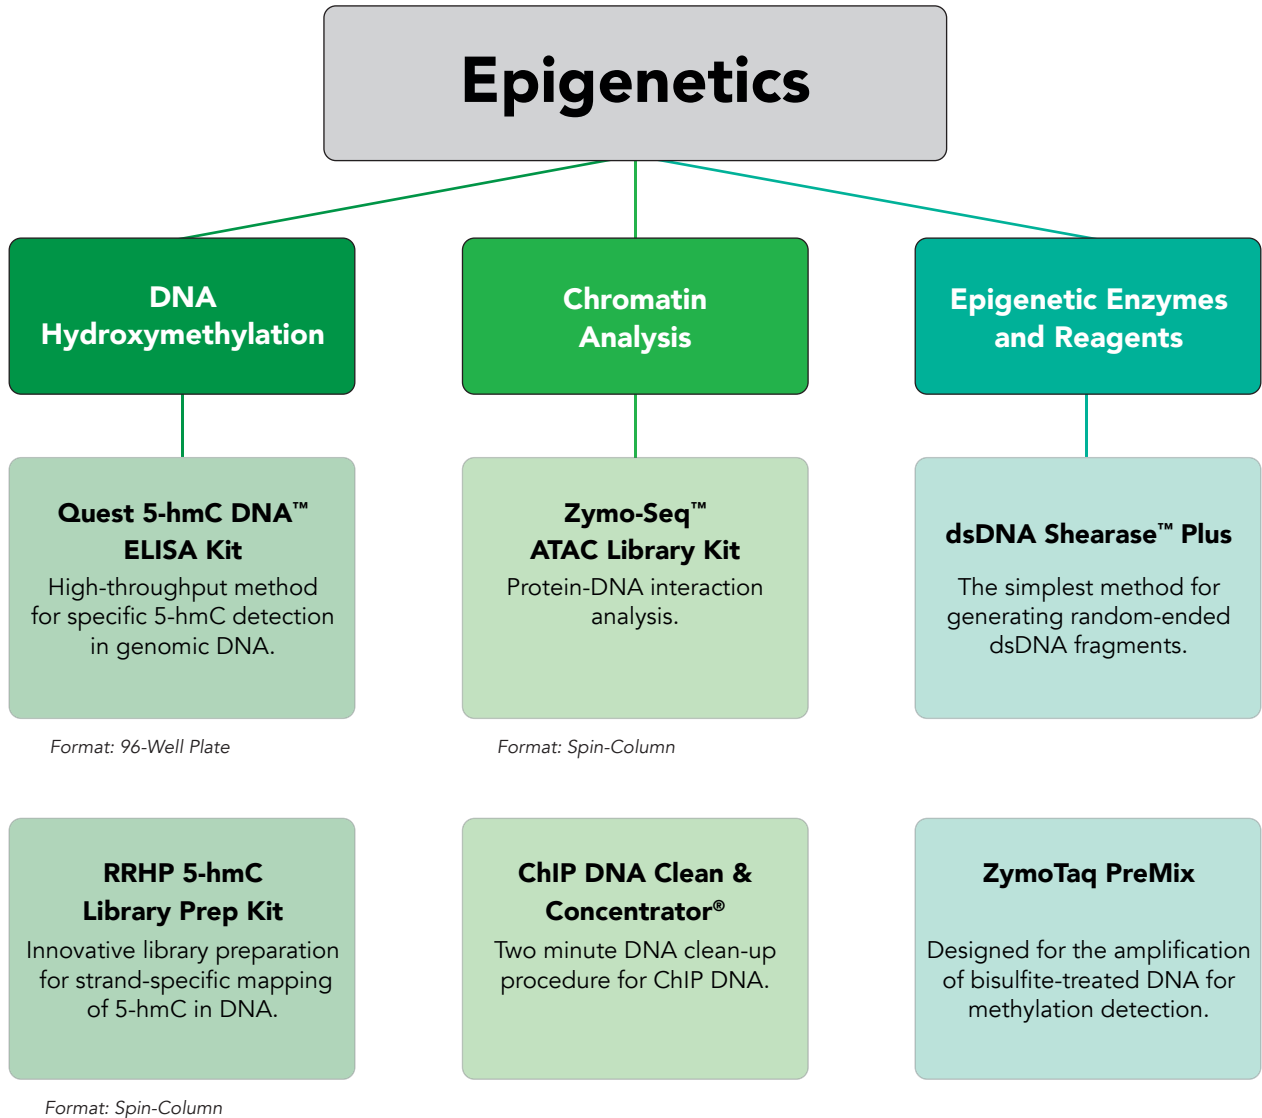 Epigenetics
DNA
Hydroxymethylation
Chromatin
Analysis
Epigenetic Enzymes
and Reagents
Quest 5-hmC DNA™
ELISA Kit
High-throughput method
for specific 5-hmC detection
in genomic DNA.
Format: 96-Well Plate
Zymo-Seq™
ATAC Library Kit
Protein-DNA interaction
analysis.
Format: Spin-Column
dsDNA Shearase™ Plus
The simplest method for
generating random-ended
dsDNA fragments.
RRHP 5-hmC
Library Prep Kit
Innovative library preparation
for strand-specific mapping
of 5-hmC in DNA.
Format: Spin-Column
ChIP DNA Clean &
Concentrator®
Two minute DNA clean-up
procedure for ChIP DNA.
ZymoTaq PreMix
Designed for the amplification
of bisulfite-treated DNA for
methylation detection.